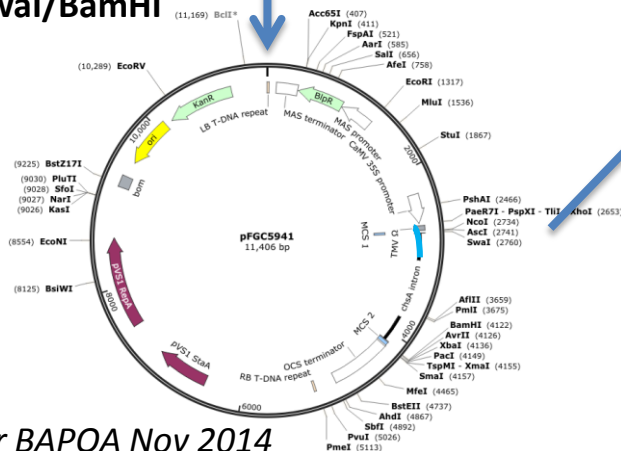 wal/BamHI
(11,169) BclI*
(10,289) EcoRV
Acc65I (407)
KpnI (411)
FspAI (521)
AarI (585)
SalI (656)
AfeI (758)
EcoRI (1317)
MluI (1536)
StuI (1867)
PshAI (2466)
PaeR7I - PspXI - TliI - XhoI (2653)
NcoI (2734)
AscI (2741)
SwaI (2760)
AflII (3659)
PmlI (3675)
BamHI (4122)
AvrII (4126)
XbaI (4136)
PacI (4149)
TspMI - XmaI (4155)
SmaI (4157)
MfeI (4465)
BstEII (4737)
AhdI (4867)
SbfI (4892)
PvuI (5026)
PmeI (5113)
(9225) BstZ17I
(9030) PluTI
(9028) SfoI
(9027) NarI
(9026) KasI
(8554) EcoNI
(8125) BsiWI
KanR
LB T-DNA repeat
MAS terminator
BlpR
MAS promoter
CaMV 35S promoter
ori
bom
10,000
2000
4000
6000
8000
pFGC5941
11,406 bp
MCS 1
TMV Ω
chsA intron
MCS 2
OCS terminator
RB T-DNA repeat
pVS1 StaA
pVS1 RepA
r BAPOA Nov 2014